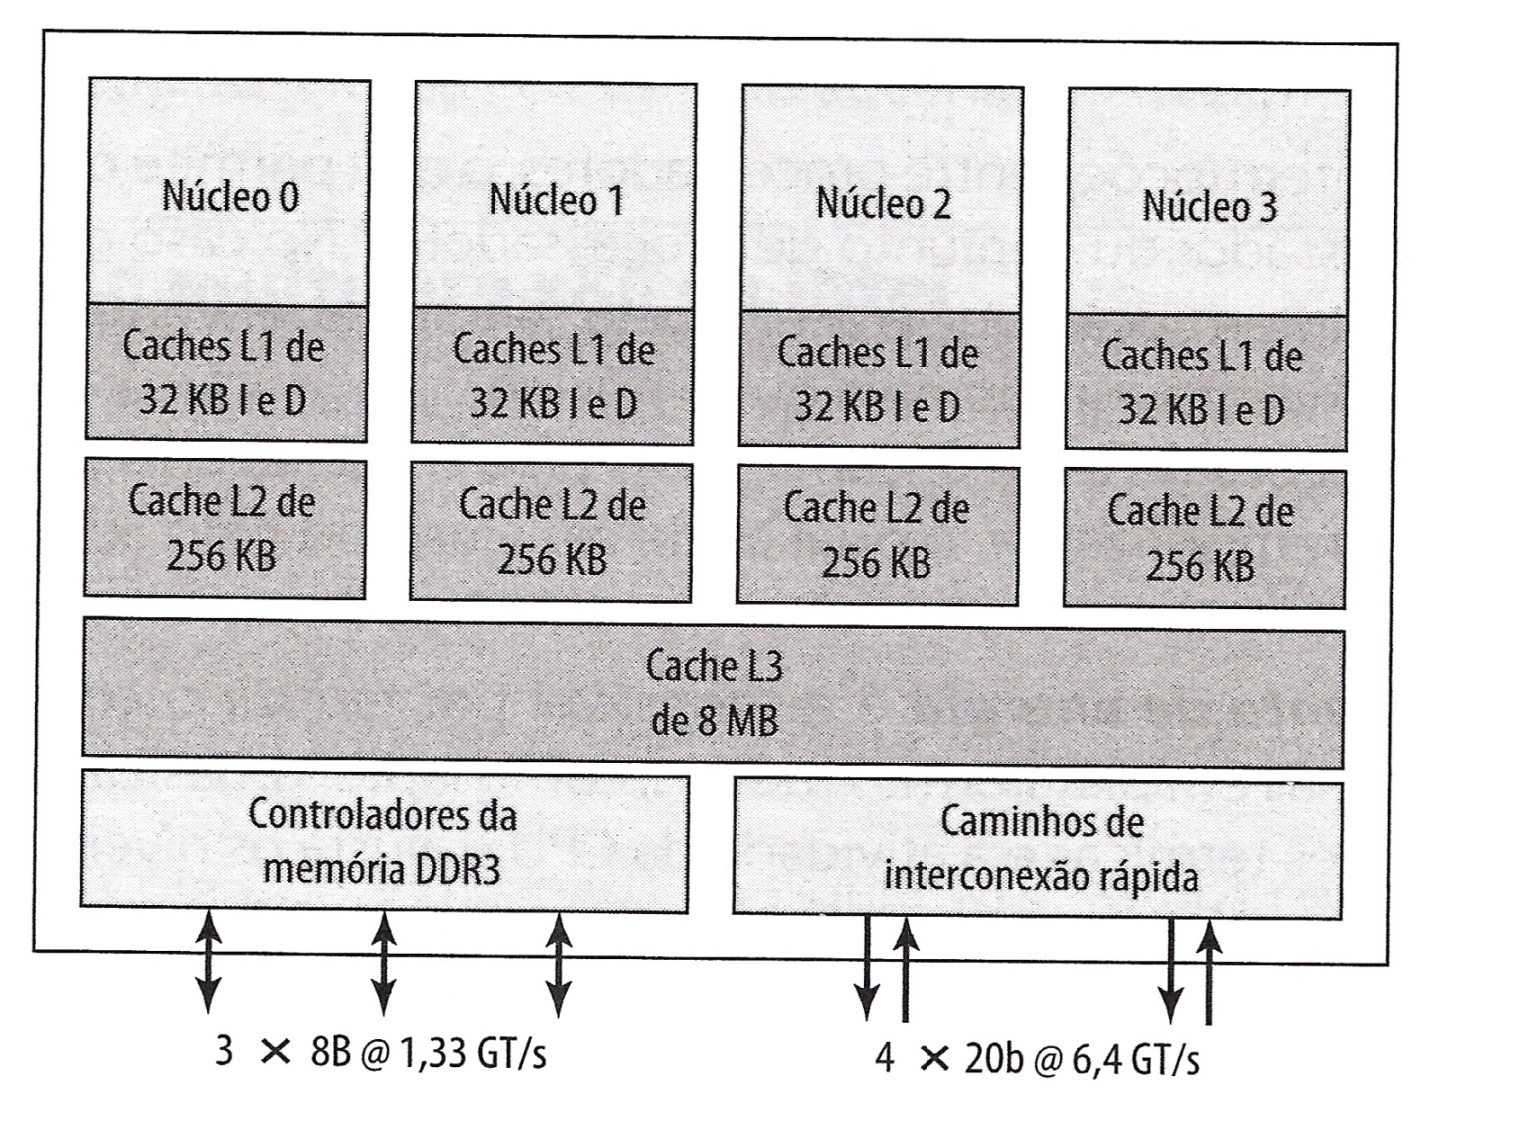 Núcleo 0
Núcleo 1
Núcleo 2
Núcleo 3
Caches L1 de
32 KB I e D
Caches L1 de
32 KB I e D
Caches L1 de
32 KB I e D
Caches L1 de
32 KB I e D
Cache L2 de
256 KB
Cache L2 de
256 KB
Cache L2 de
256 KB
Cache L2 de
256 KB
Cache L3
de 8 MB
Controladores da
memória DDR3
Caminhos de
interconexão rápida
3 × 8B @ 1,33 GT/s
4 × 20b @ 6,4 GT/s